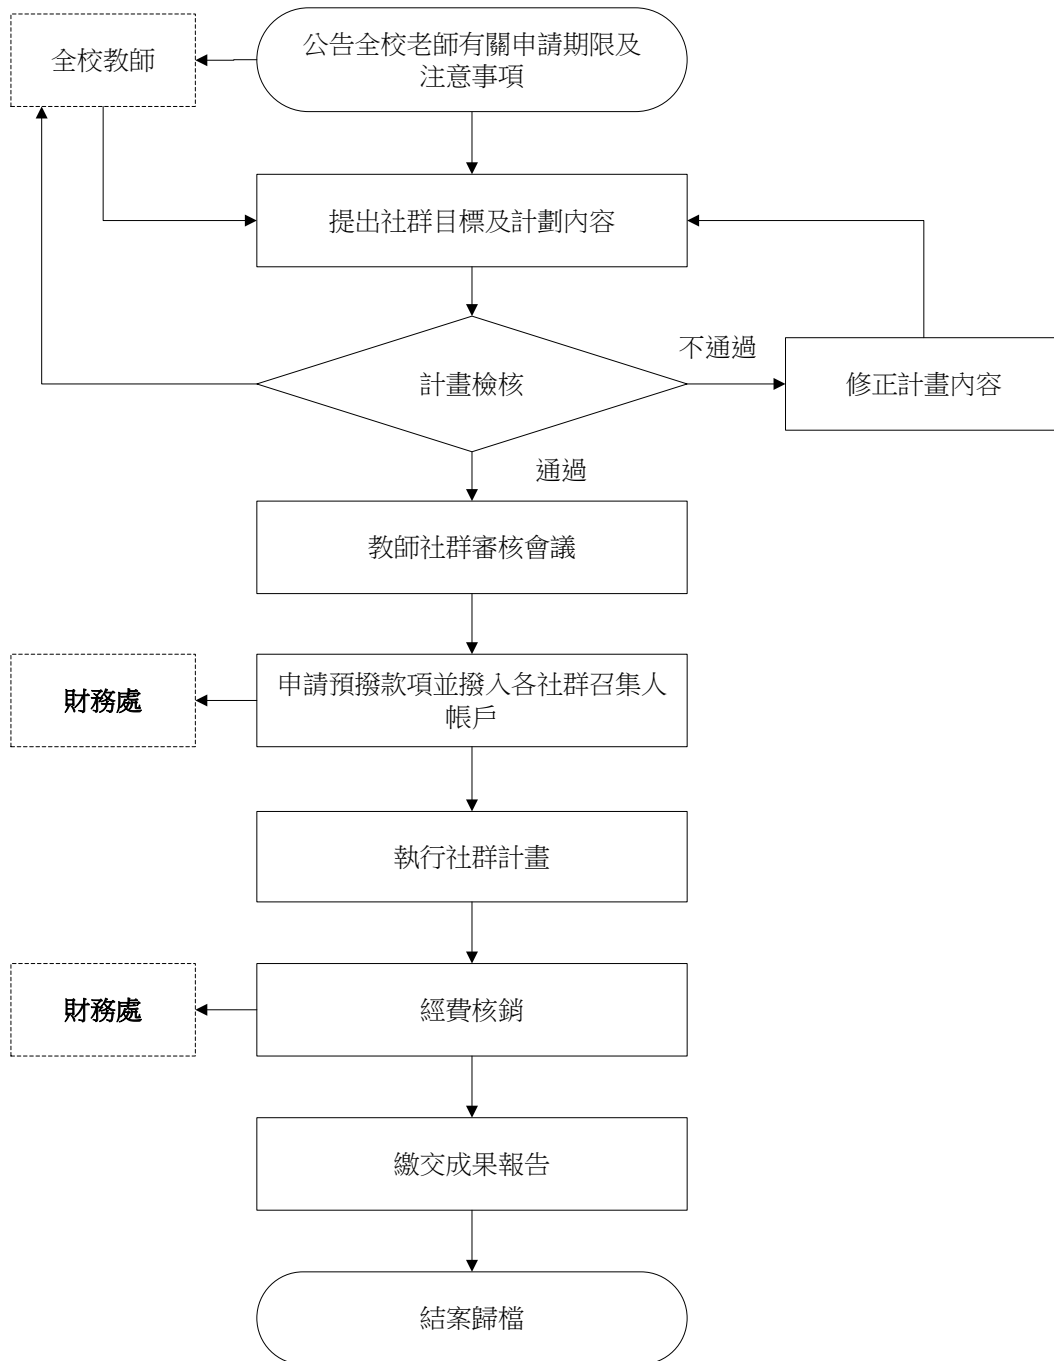 全校教師
公告全校老師有關申請期限及
注意事項
提出社群目標及計劃內容
不通過
計畫檢核
修正計畫內容
通過
教師社群審核會議
財務處
申請預撥款項並撥入各社群召集人
帳戶
執行社群計畫
財務處
經費核銷
繳交成果報告
結案歸檔